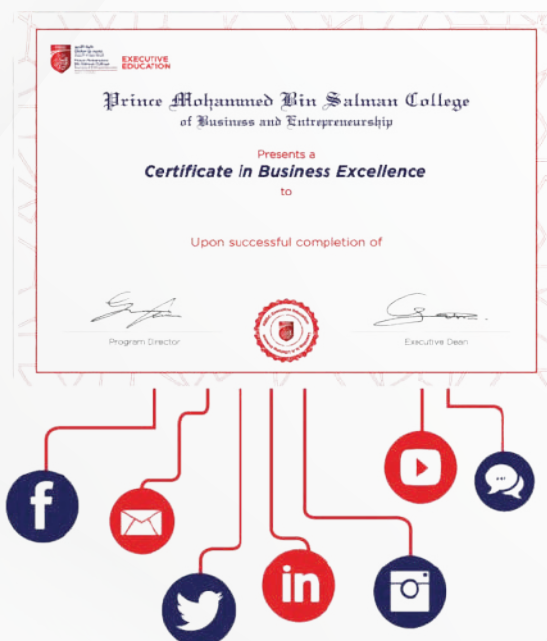 EXECUTIVE
EDUCATION
Prince Mohammed Bin Salman College
of Business and Entrepreneurship
Presents a
Certificate in Business Excellence
to
Upon successful completion of
Program Director
Executive Dean
f
in